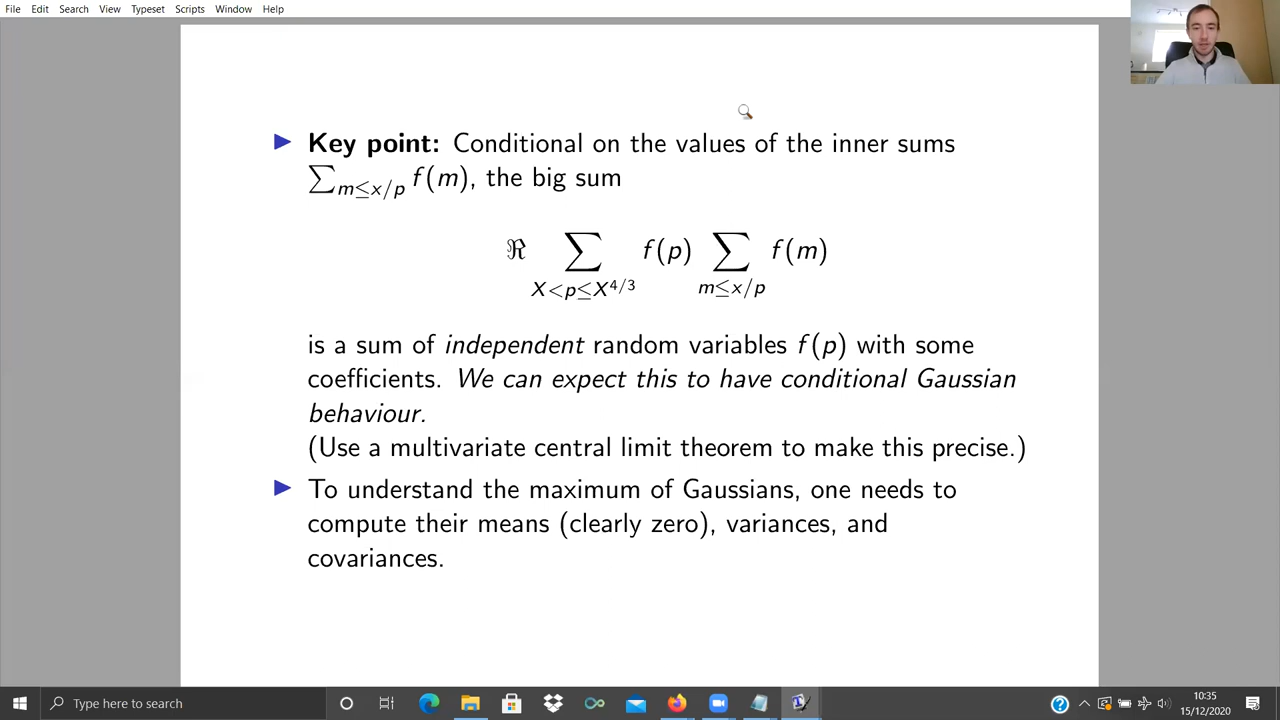 File Edit Search View Typeset Scripts Window Help
Key point: Conditional on the values of the inner sums
∑_{m≤x/p} f(m), the big sum
ℜ ∑_{X<p≤X^{4/3}} f(p) ∑_{m≤x/p} f(m)
is a sum of independent random variables f(p) with some
coefficients. We can expect this to have conditional Gaussian
behaviour.
(Use a multivariate central limit theorem to make this precise.)
To understand the maximum of Gaussians, one needs to
compute their means (clearly zero), variances, and
covariances.
Type here to search
10:35
15/12/2020